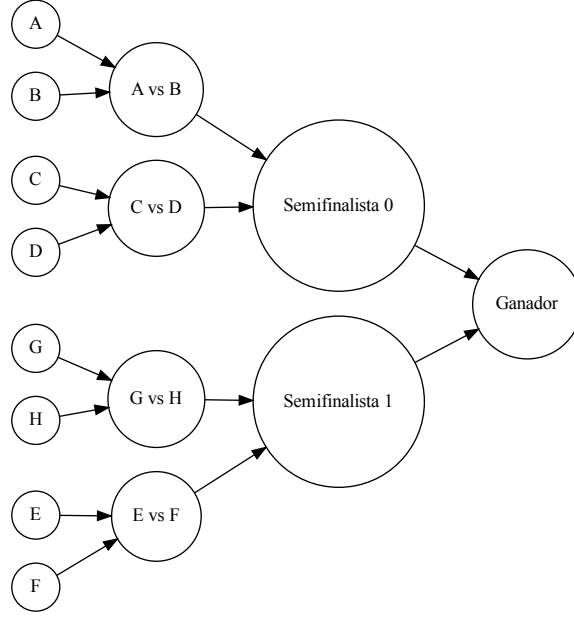 A
B
A vs B
C
D
C vs D
Semifinalista 0
G
H
G vs H
E
F
E vs F
Semifinalista 1
Ganador